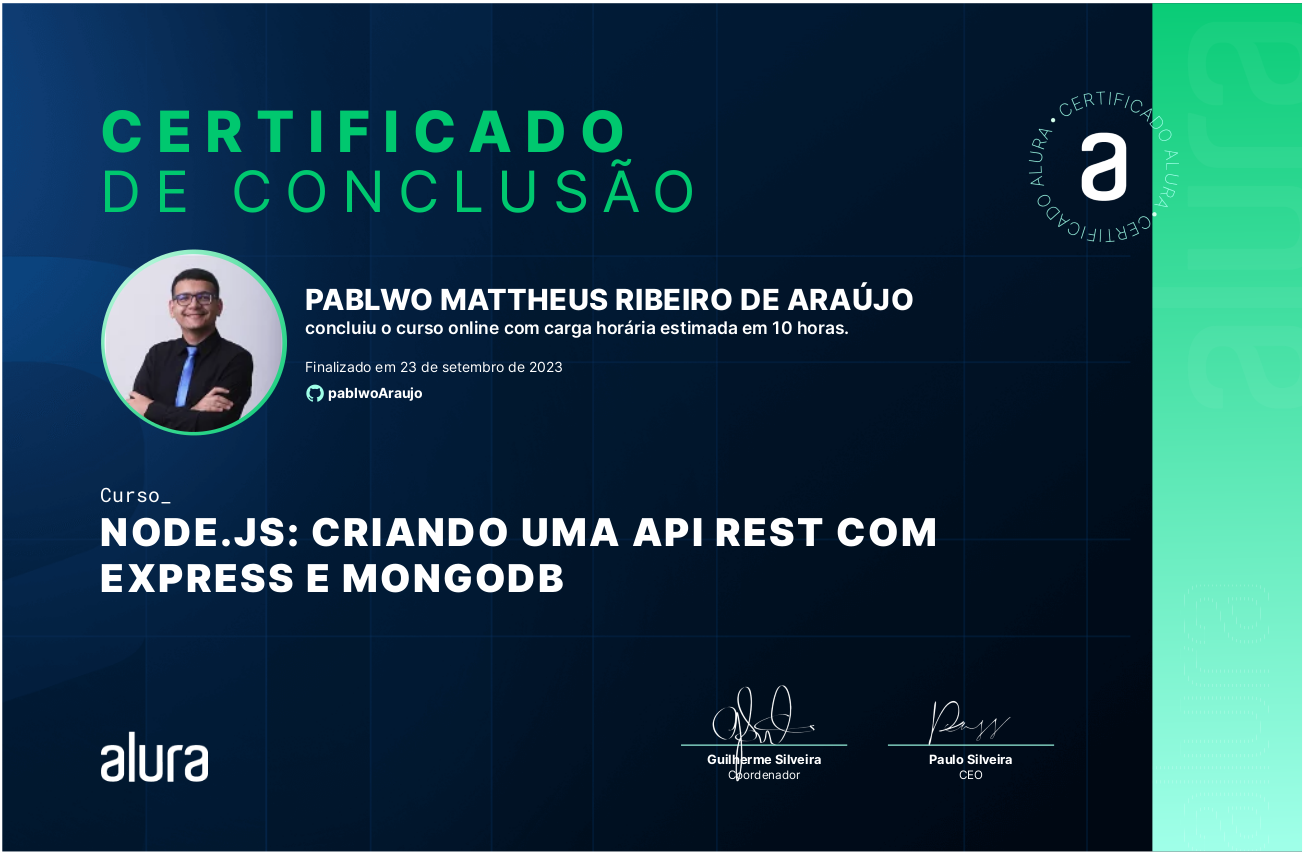 CERTIFICADO
DE CONCLUSÃO
CERTIFICADO ALURA • CERTIFICADO ALURA •
a
PABLWO MATTHEUS RIBEIRO DE ARAÚJO
concluiu o curso online com carga horária estimada em 10 horas.
Finalizado em 23 de setembro de 2023
pablwoAraujo
Curso_
NODE.JS: CRIANDO UMA API REST COM
EXPRESS E MONGODB
alura
Guilherme Silveira
Coordenador
Paulo Silveira
CEO
alura
alura